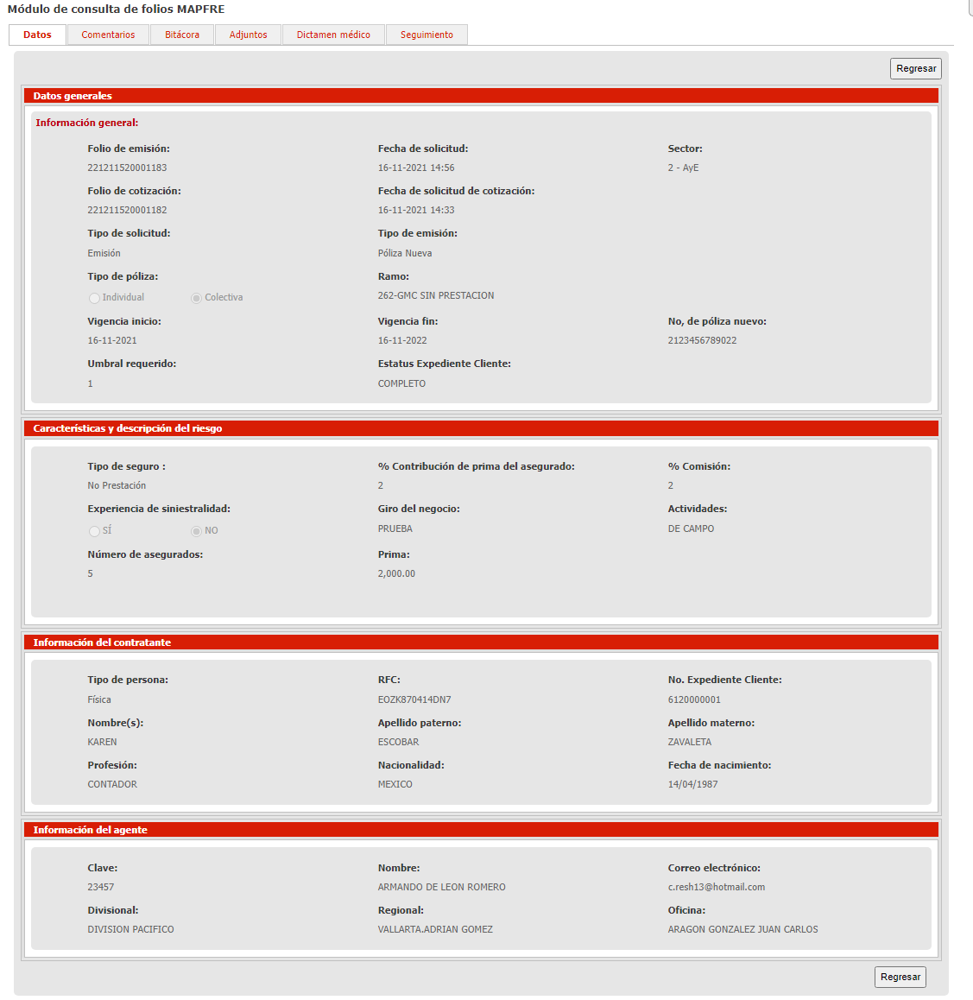 Módulo de consulta de folios MAPFRE
Datos Comentarios Bitácora Adjuntos Dictamen médico Seguimiento
Regresar
Datos generales
Información general:
Folio de emisión: Fecha de solicitud: Sector:
221211520001183 16-11-2021 14:56 2 - AyE
Folio de cotización: Fecha de solicitud de cotización:
221211520001182 16-11-2021 14:33
Tipo de solicitud: Tipo de emisión:
Emisión Póliza Nueva
Tipo de póliza: Ramo:
Individual Colectiva 262-GMC SIN PRESTACION
Vigencia inicio: Vigencia fin: No, de póliza nuevo:
16-11-2021 16-11-2022 2123456789022
Umbral requerido: Estatus Expediente Cliente:
1 COMPLETO
Características y descripción del riesgo
Tipo de seguro : % Contribución de prima del asegurado: % Comisión:
No Prestación 2 2
Experiencia de siniestralidad: Giro del negocio: Actividades:
SÍ NO PRUEBA DE CAMPO
Número de asegurados: Prima:
5 2,000.00
Información del contratante
Tipo de persona: RFC: No. Expediente Cliente:
Física EOZK870414DN7 6120000001
Nombre(s): Apellido paterno: Apellido materno:
KAREN ESCOBAR ZAVALETA
Profesión: Nacionalidad: Fecha de nacimiento:
CONTADOR MEXICO 14/04/1987
Información del agente
Clave: Nombre: Correo electrónico:
23457 ARMANDO DE LEON ROMERO c.resh13@hotmail.com
Divisional: Regional: Oficina:
DIVISION PACIFICO VALLARTA.ADRIAN GOMEZ ARAGON GONZALEZ JUAN CARLOS
Regresar